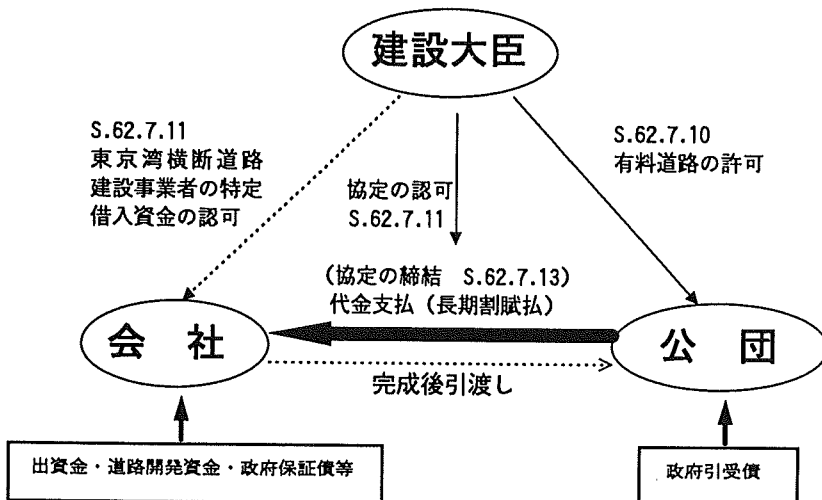 建設大臣
S.62.7.11
東京湾横断道路
建設事業者の特定
借入資金の認可
協定の認可
S.62.7.11
S.62.7.10
有料道路の許可
(協定の締結 S.62.7.13)
代金支払（長期割賦払）
会 社
公 団
完成後引渡し
出資金・道路開発資金・政府保証債等
政府引受債